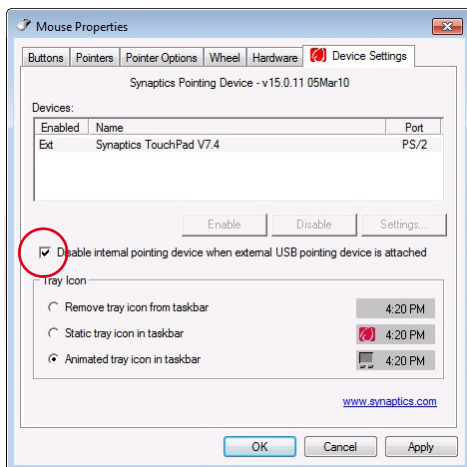 Mouse Properties
Buttons Pointers Pointer Options Wheel Hardware Device Settings
Synaptics Pointing Device - v15.0.11 05Mar10
Devices:
Enabled Name Port
Ext Synaptics TouchPad V7.4 PS/2
Enable Disable Settings...
Disable internal pointing device when external USB pointing device is attached
Tray Icon
Remove tray icon from taskbar 4:20 PM
Static tray icon in taskbar 4:20 PM
Animated tray icon in taskbar 4:20 PM
www.synaptics.com
OK Cancel Apply